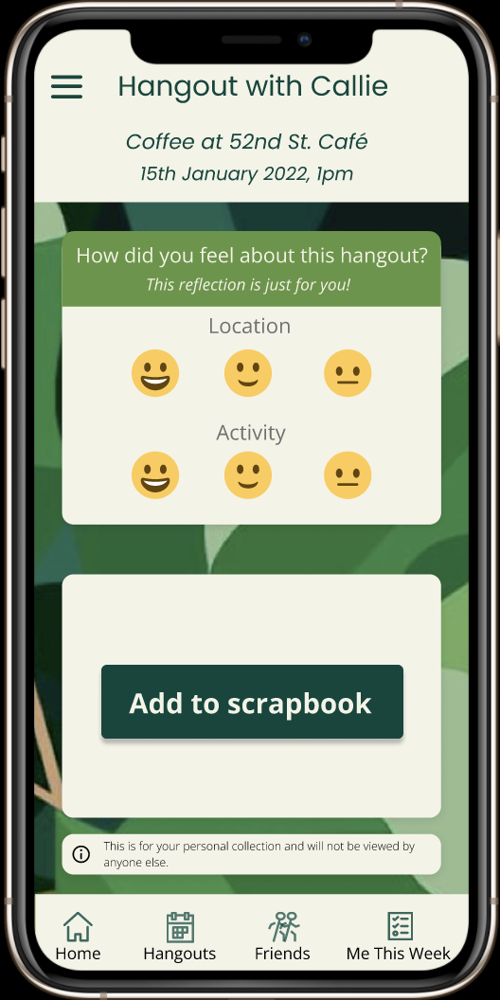 Hangout with Callie
Coffee at 52nd St. Café
15th January 2022, 1pm
How did you feel about this hangout?
This reflection is just for you!
Location
Activity
Add to scrapbook
This is for your personal collection and will not be viewed by
anyone else.
Home
Hangouts
Friends
Me This Week